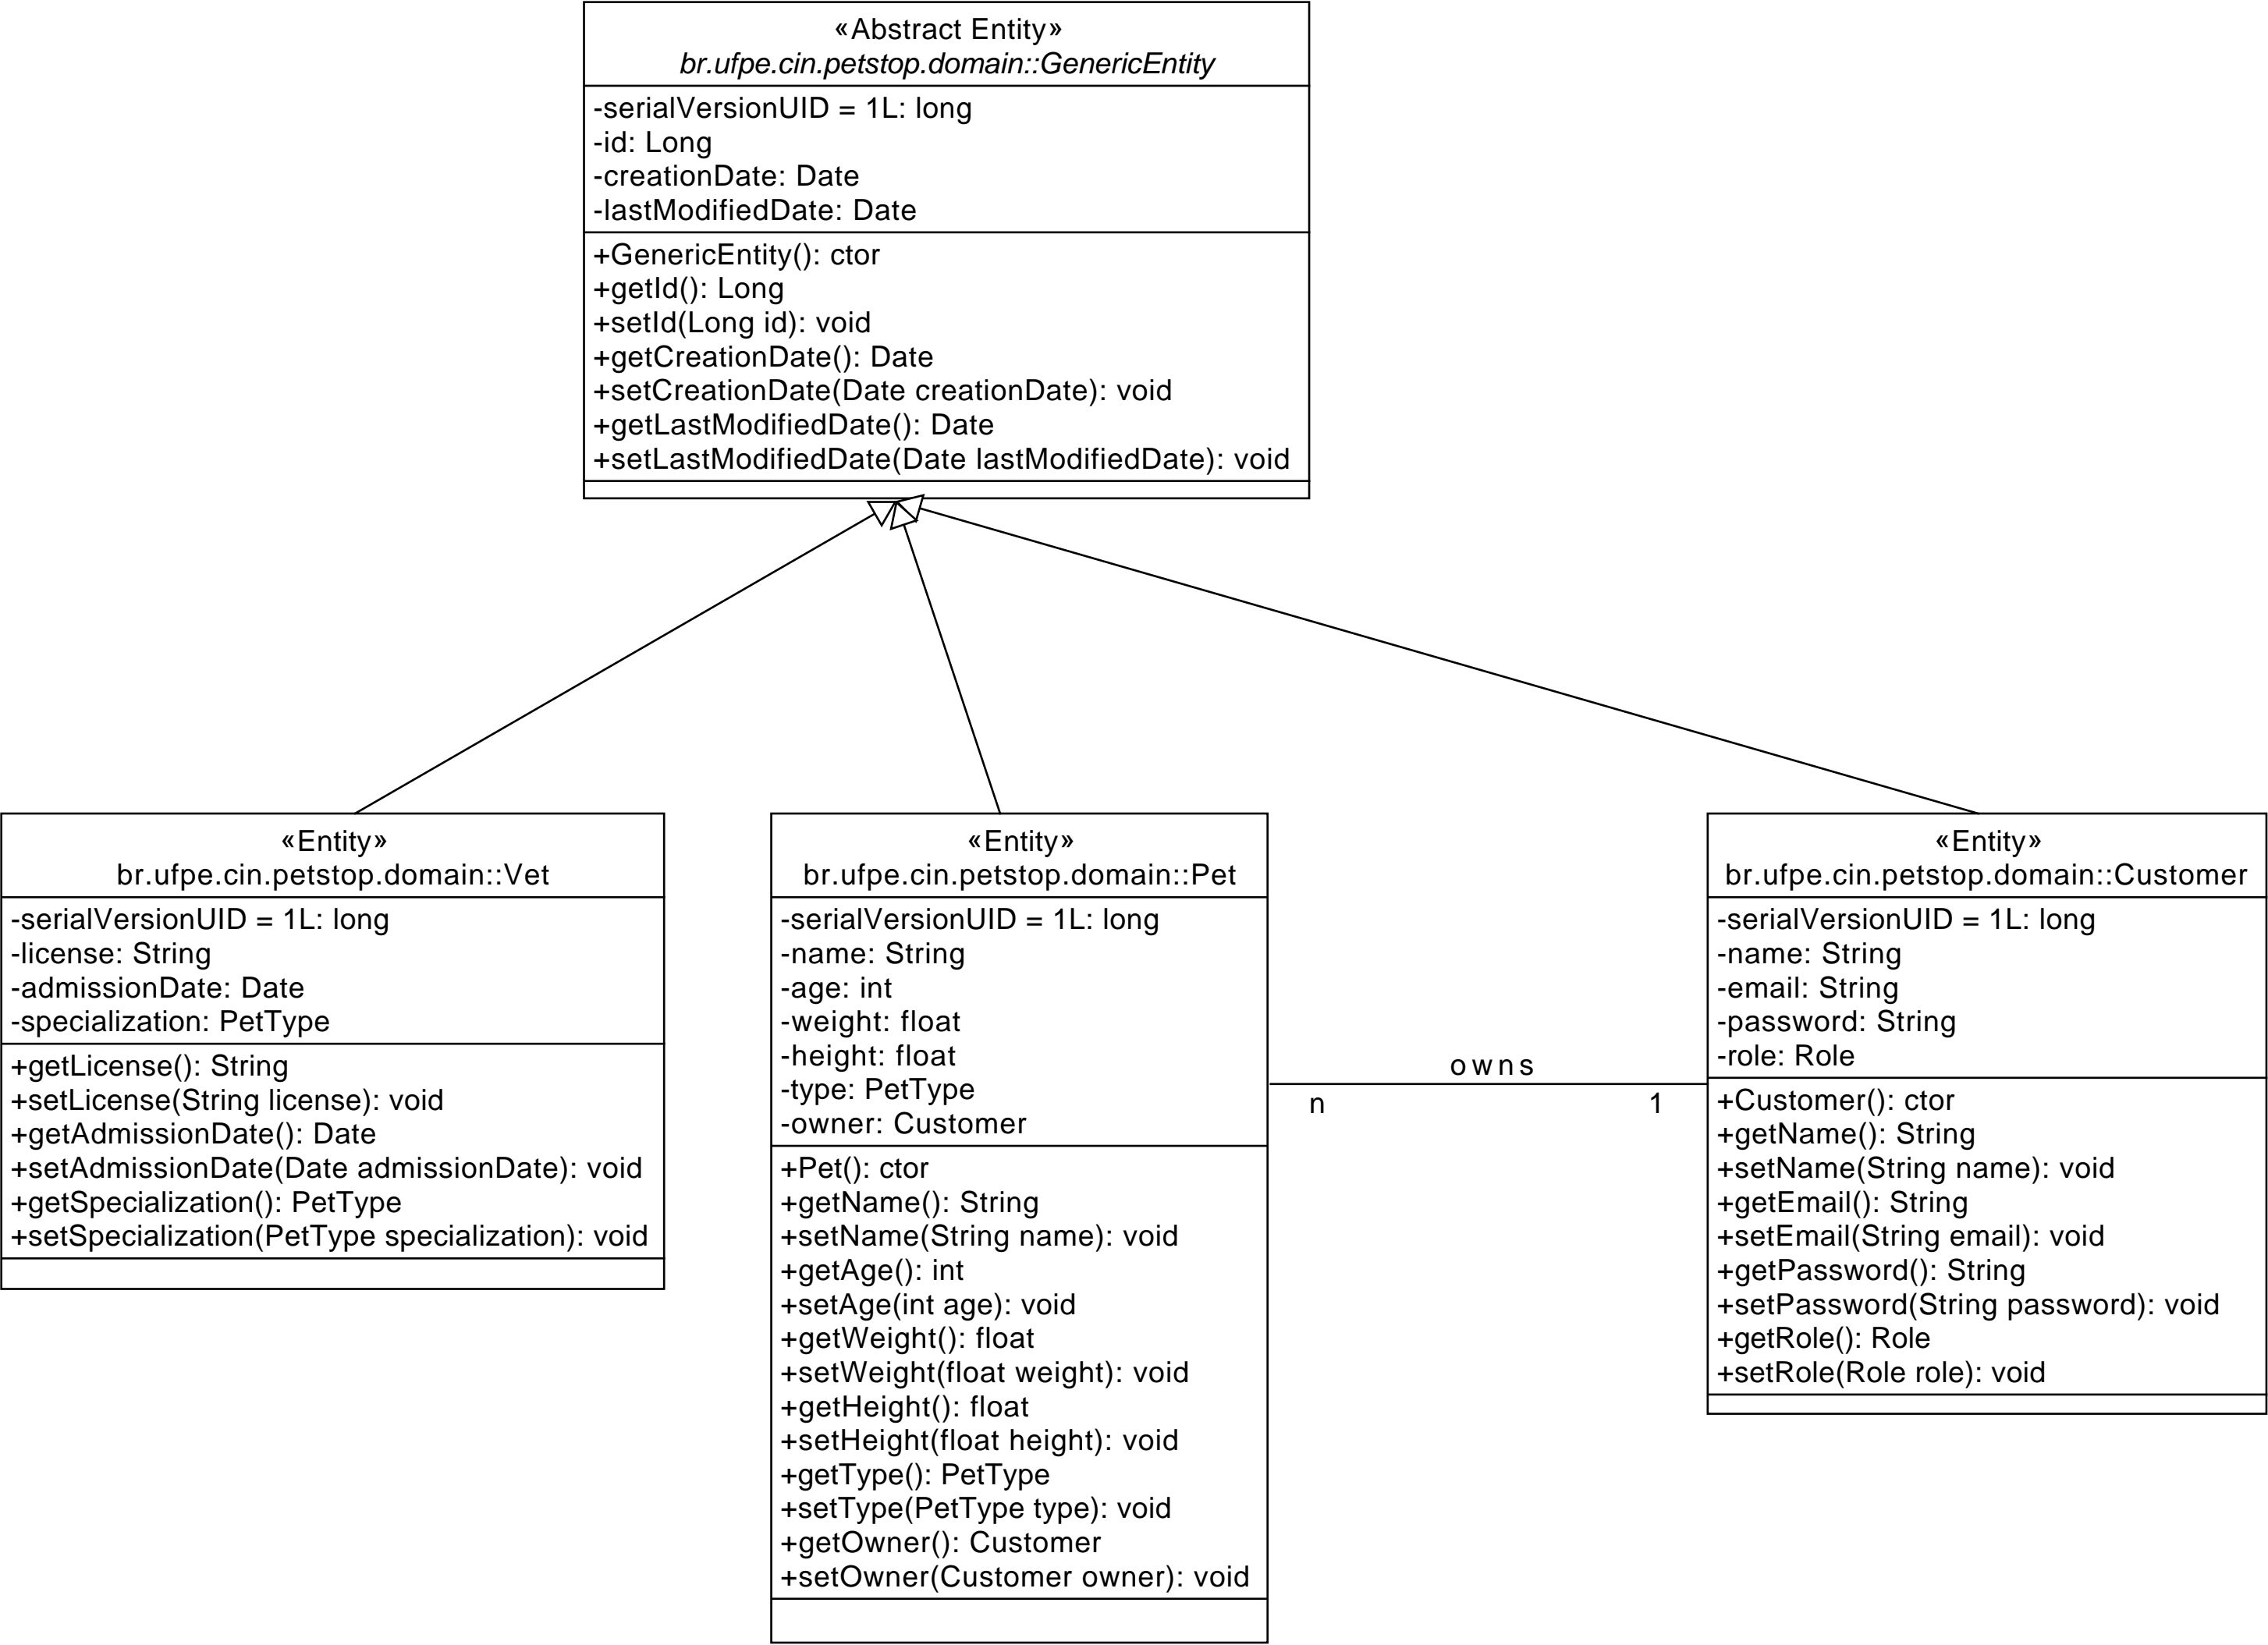 «Abstract Entity»
br.ufpe.cin.petstop.domain::GenericEntity
-serialVersionUID = 1L: long
-id: Long
-creationDate: Date
-lastModifiedDate: Date
+GenericEntity(): ctor
+getId(): Long
+setId(Long id): void
+getCreationDate(): Date
+setCreationDate(Date creationDate): void
+getLastModifiedDate(): Date
+setLastModifiedDate(Date lastModifiedDate): void
«Entity»
br.ufpe.cin.petstop.domain::Vet
-serialVersionUID = 1L: long
-license: String
-admissionDate: Date
-specialization: PetType
+getLicense(): String
+setLicense(String license): void
+getAdmissionDate(): Date
+setAdmissionDate(Date admissionDate): void
+getSpecialization(): PetType
+setSpecialization(PetType specialization): void
«Entity»
br.ufpe.cin.petstop.domain::Pet
-serialVersionUID = 1L: long
-name: String
-age: int
-weight: float
-height: float
-type: PetType
-owner: Customer
+Pet(): ctor
+getName(): String
+setName(String name): void
+getAge(): int
+setAge(int age): void
+getWeight(): float
+setWeight(float weight): void
+getHeight(): float
+setHeight(float height): void
+getType(): PetType
+setType(PetType type): void
+getOwner(): Customer
+setOwner(Customer owner): void
owns
n 1
«Entity»
br.ufpe.cin.petstop.domain::Customer
-serialVersionUID = 1L: long
-name: String
-email: String
-password: String
-role: Role
+Customer(): ctor
+getName(): String
+setName(String name): void
+getEmail(): String
+setEmail(String email): void
+getPassword(): String
+setPassword(String password): void
+getRole(): Role
+setRole(Role role): void